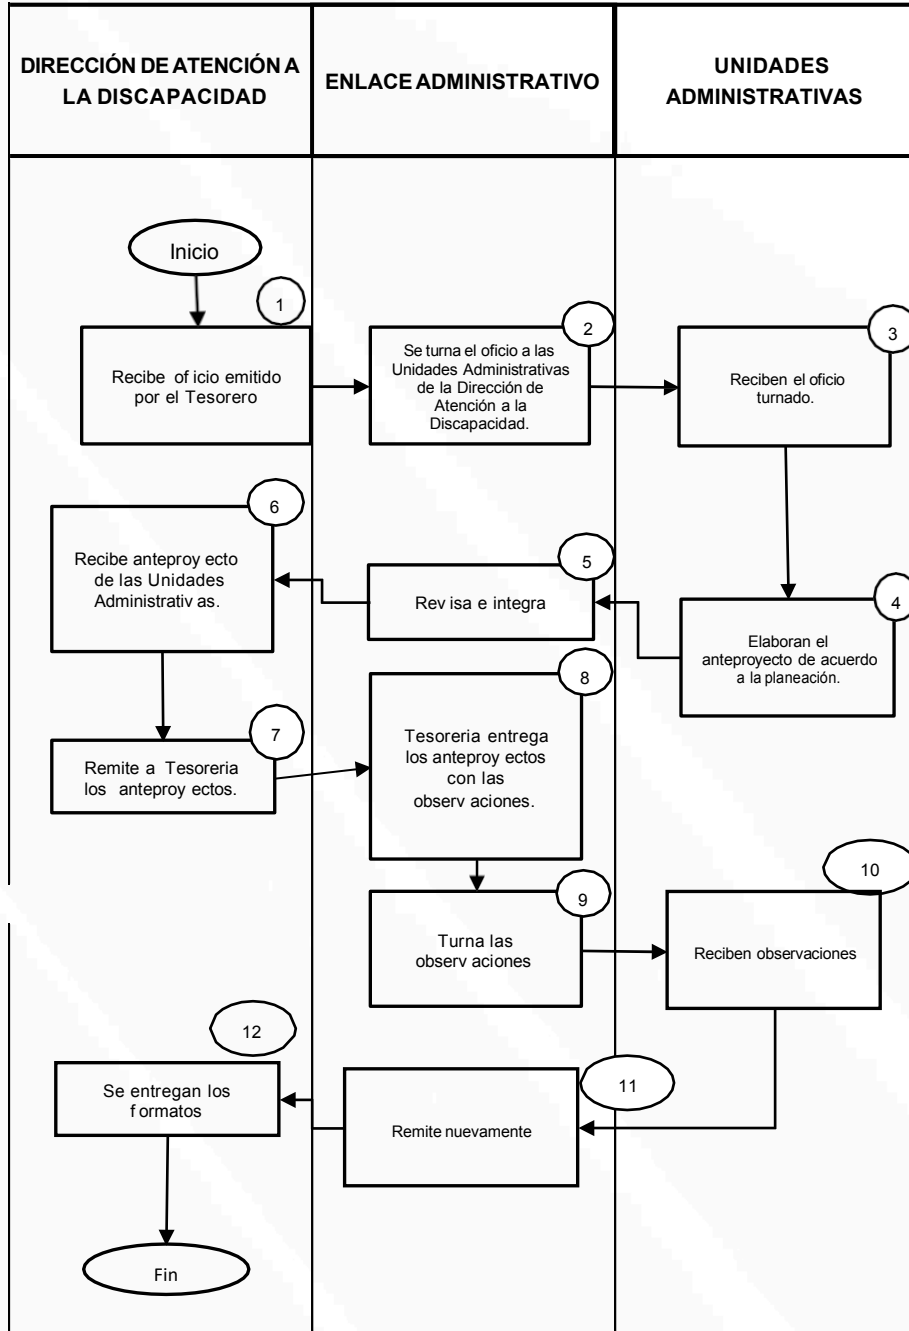 DIRECCIÓN DE ATENCIÓN A
LA DISCAPACIDAD
ENLACE ADMINISTRATIVO
UNIDADES
ADMINISTRATIVAS
Inicio
1
Recibe oficio emitido
por el Tesorero
2
Se turna el oficio a las
Unidades Administrativas
de la Dirección de
Atención a la
Discapacidad.
3
Reciben el oficio
turnado.
4
Elaboran el
anteproyecto de acuerdo
a la planeación.
5
Revisa e integra
6
Recibe anteproyecto
de las Unidades
Administrativas.
7
Remite a Tesoreria
los anteproyectos.
8
Tesoreria entrega
los anteproyectos
con las
observaciones.
9
Turna las
observaciones
10
Reciben observaciones
11
Remite nuevamente
12
Se entregan los
formatos
Fin